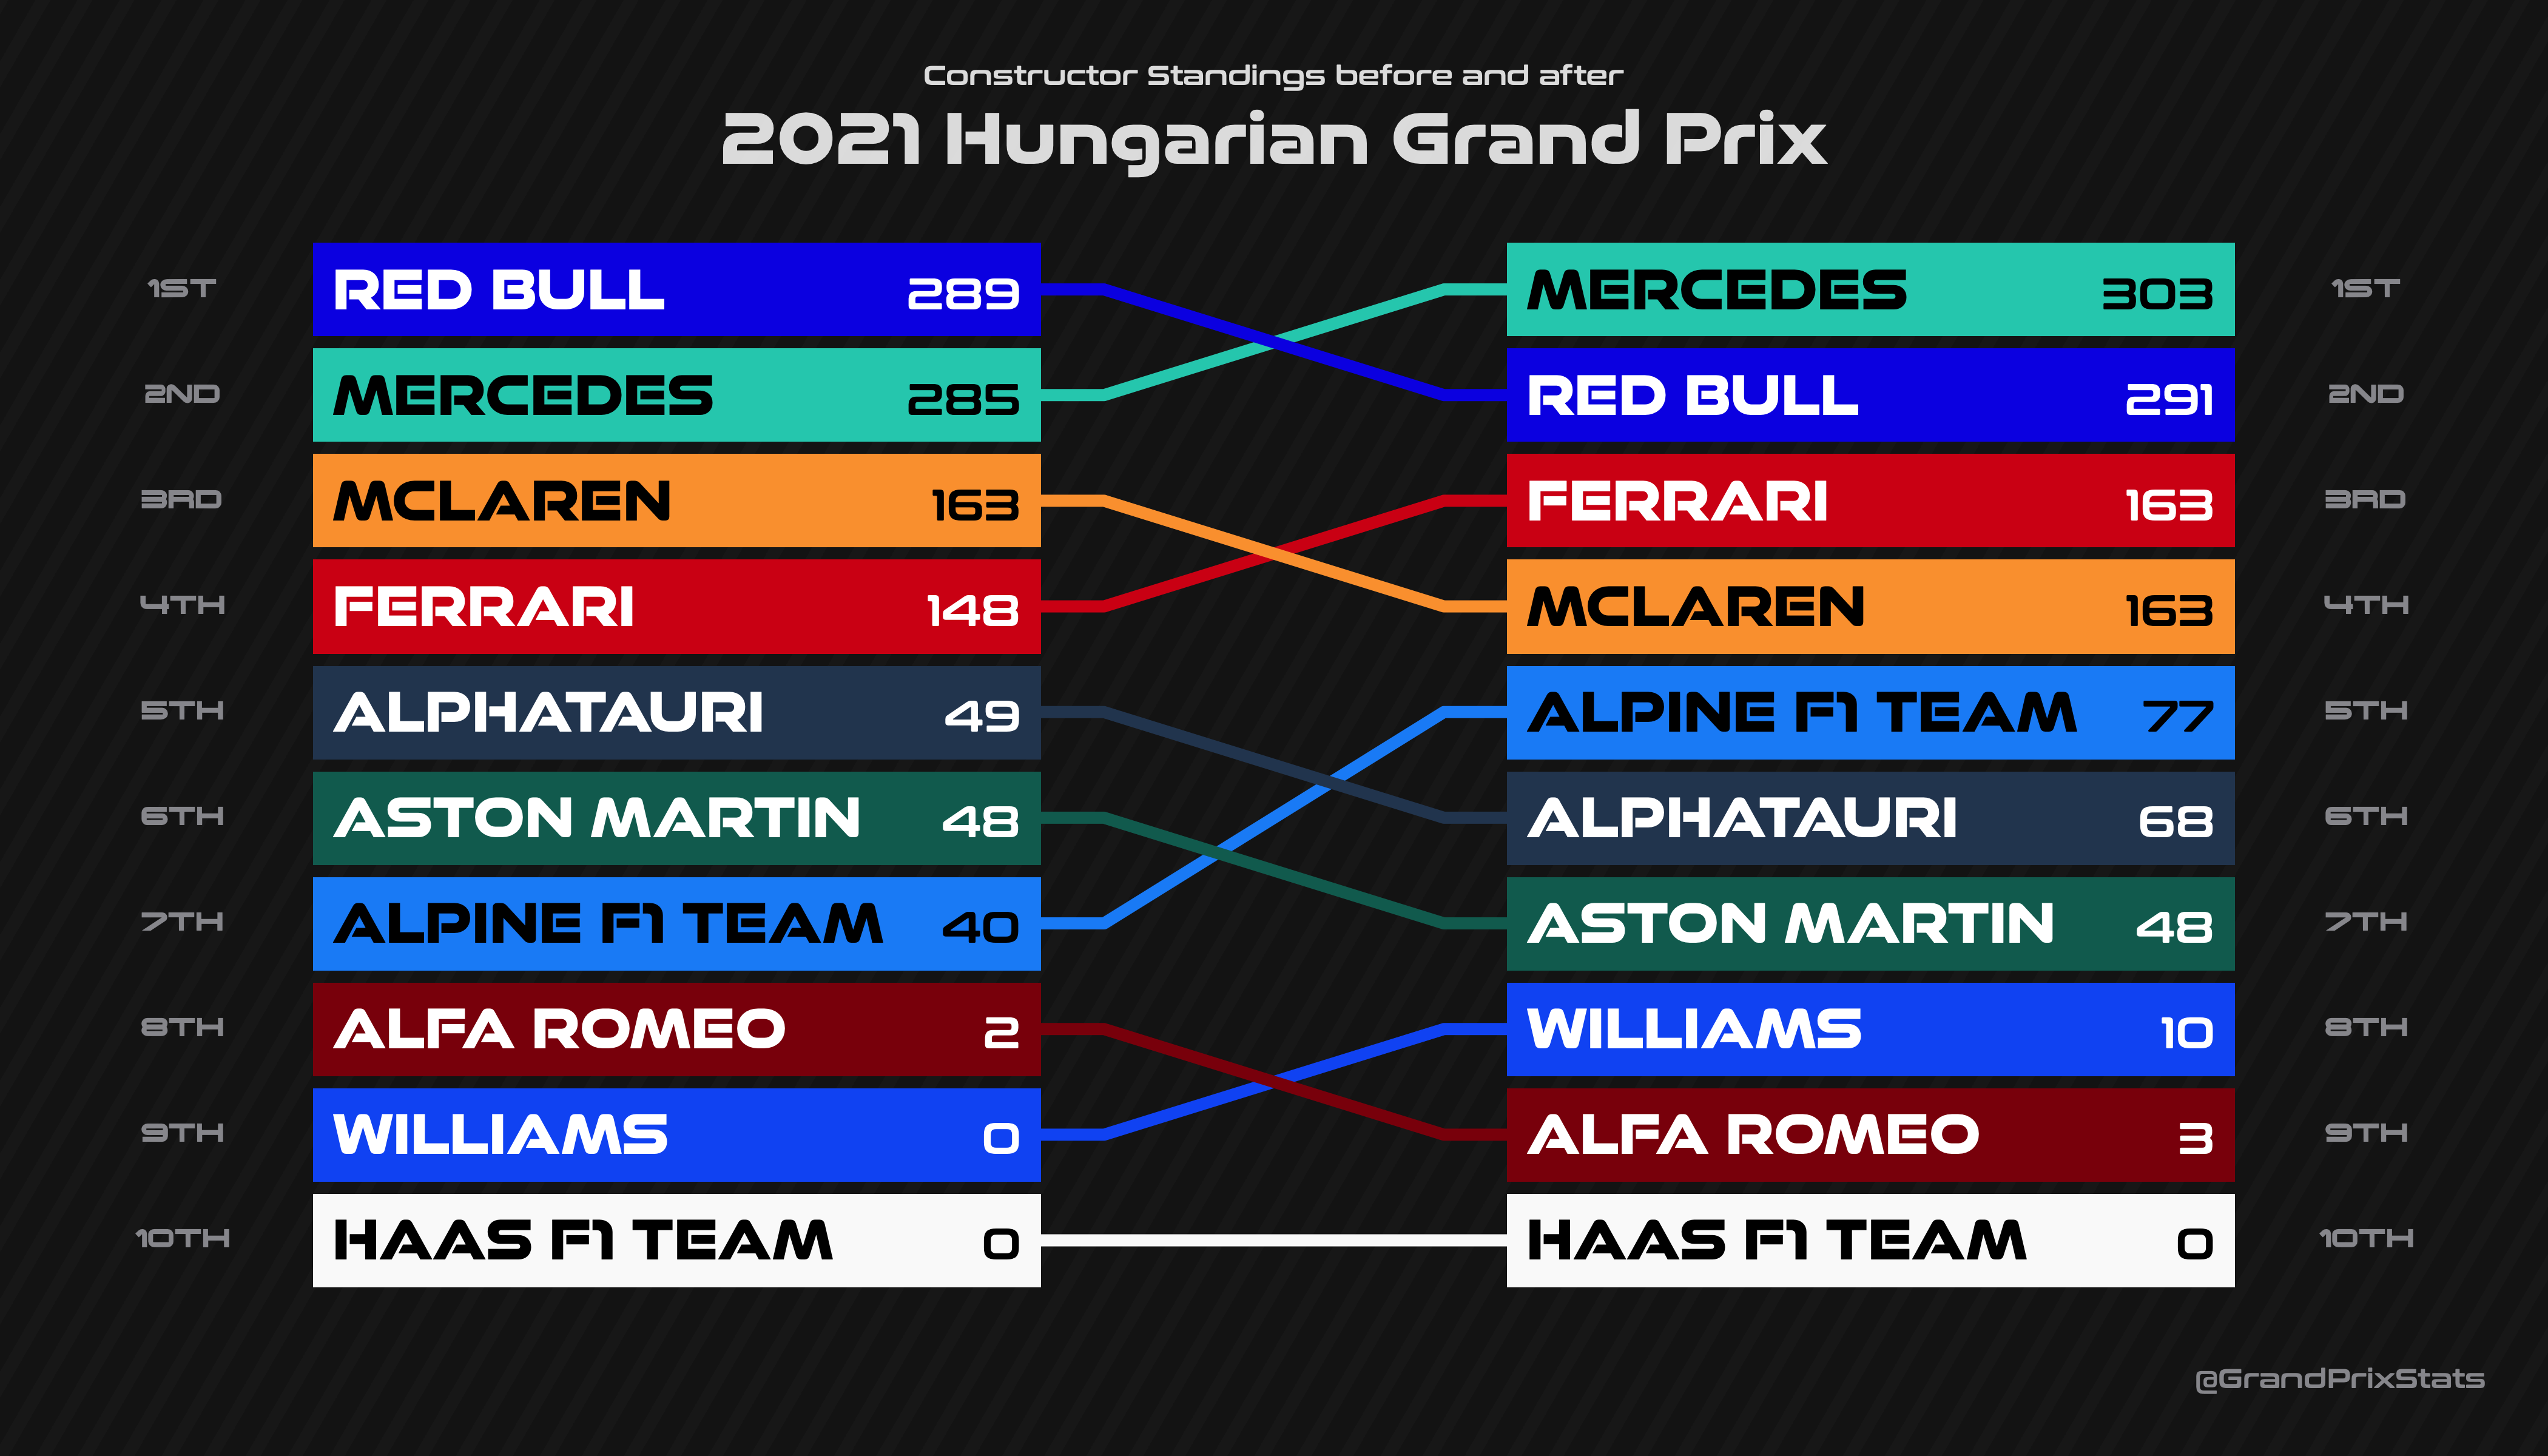 Constructor Standings before and after
2021 Hungarian Grand Prix
1ST RED BULL 289 MERCEDES 303 1ST
2ND MERCEDES 285 RED BULL 291 2ND
3RD MCLAREN 163 FERRARI 163 3RD
4TH FERRARI 148 MCLAREN 163 4TH
5TH ALPHATAURI 49 ALPINE F1 TEAM 77 5TH
6TH ASTON MARTIN 48 ALPHATAURI 68 6TH
7TH ALPINE F1 TEAM 40 ASTON MARTIN 48 7TH
8TH ALFA ROMEO 2 WILLIAMS 10 8TH
9TH WILLIAMS 0 ALFA ROMEO 3 9TH
10TH HAAS F1 TEAM 0 HAAS F1 TEAM 0 10TH
@GrandPrixStats